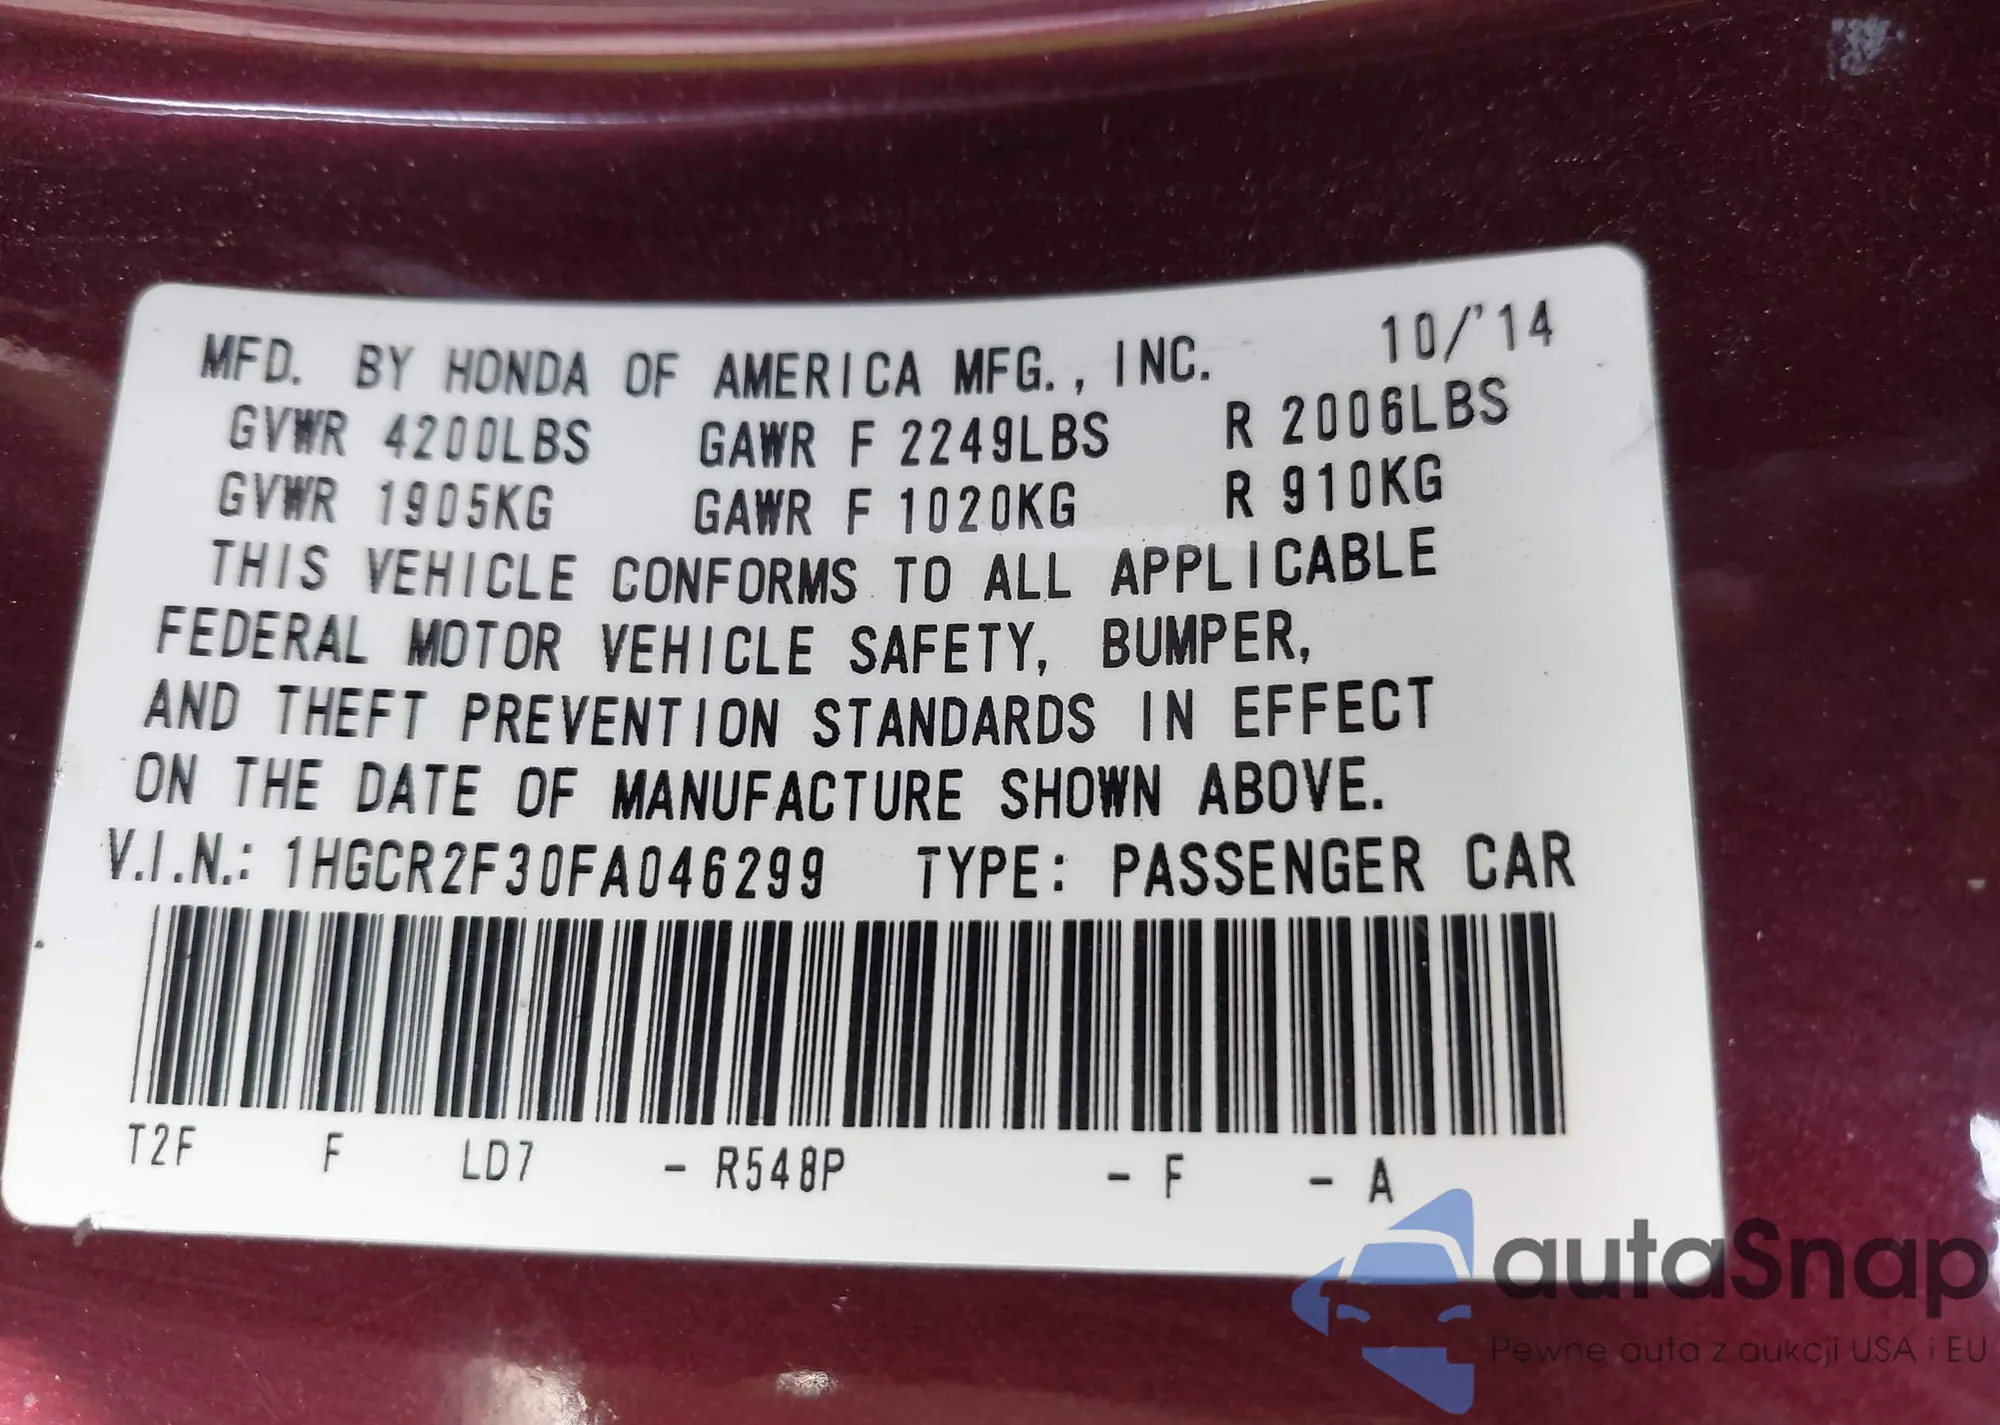 MFD. BY HONDA OF AMERICA MFG., INC. 10/'14
GVWR 4200LBS GAWR F 2249LBS R 2006LBS
GVWR 1905KG GAWR F 1020KG R 910KG
THIS VEHICLE CONFORMS TO ALL APPLICABLE
FEDERAL MOTOR VEHICLE SAFETY, BUMPER,
AND THEFT PREVENTION STANDARDS IN EFFECT
ON THE DATE OF MANUFACTURE SHOWN ABOVE.
V.I.N.: 1HGCR2F30FA046299 TYPE: PASSENGER CAR
T2F F LD7 - R548P - F - A
autaSnap
Pewne auta z aukcji USA i EU